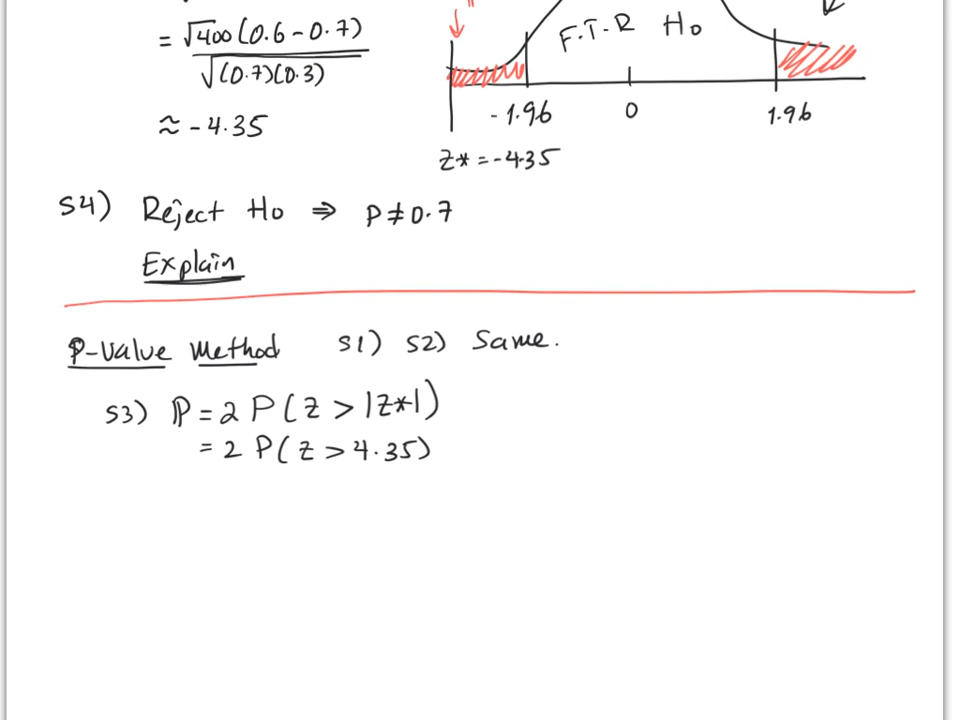 = √400 (0.6 - 0.7)
√(0.7)(0.3)
≈ -4.35
F.T.R Ho
-1.96 0 1.96
Z* = -4.35
S4) Reject Ho ⇒ P ≠ 0.7
Explain
P-value Method S1) S2) Same.
S3) P = 2 P(Z > |Z*|)
= 2 P(Z > 4.35)